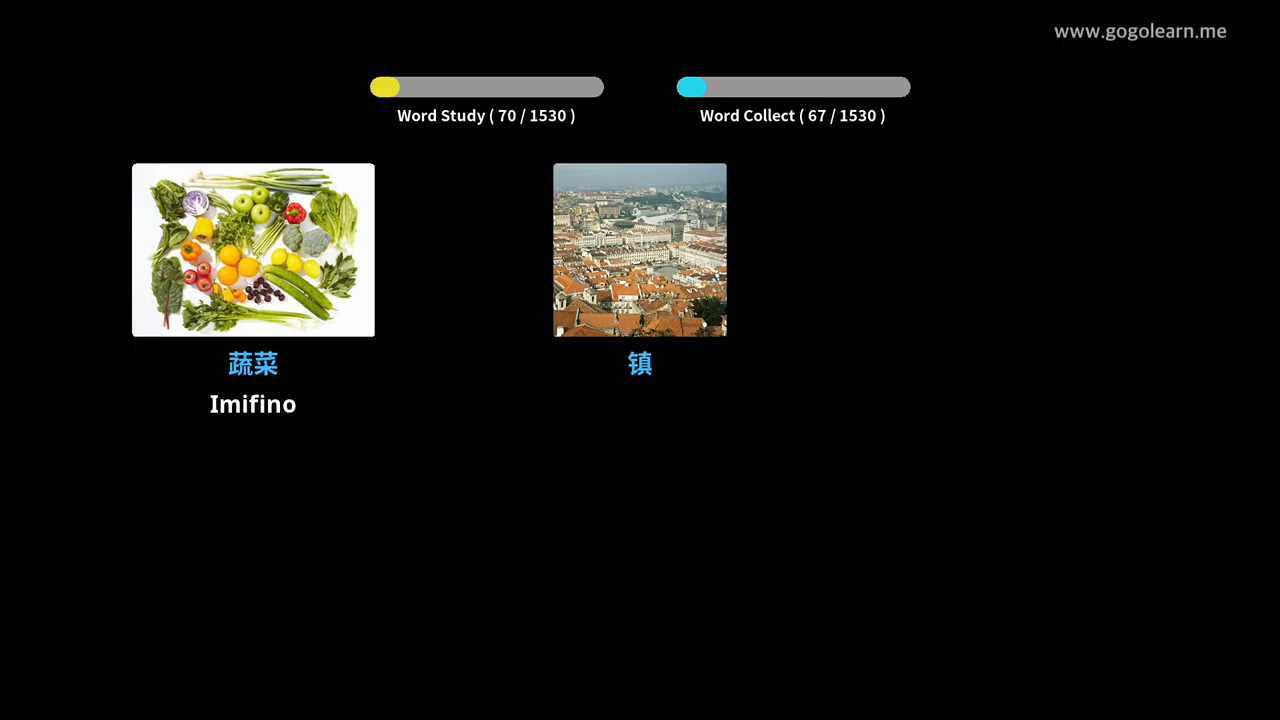 www.gogolearn.me
Word Study ( 70 / 1530 )
Word Collect ( 67 / 1530 )
蔬菜
镇
Imifino